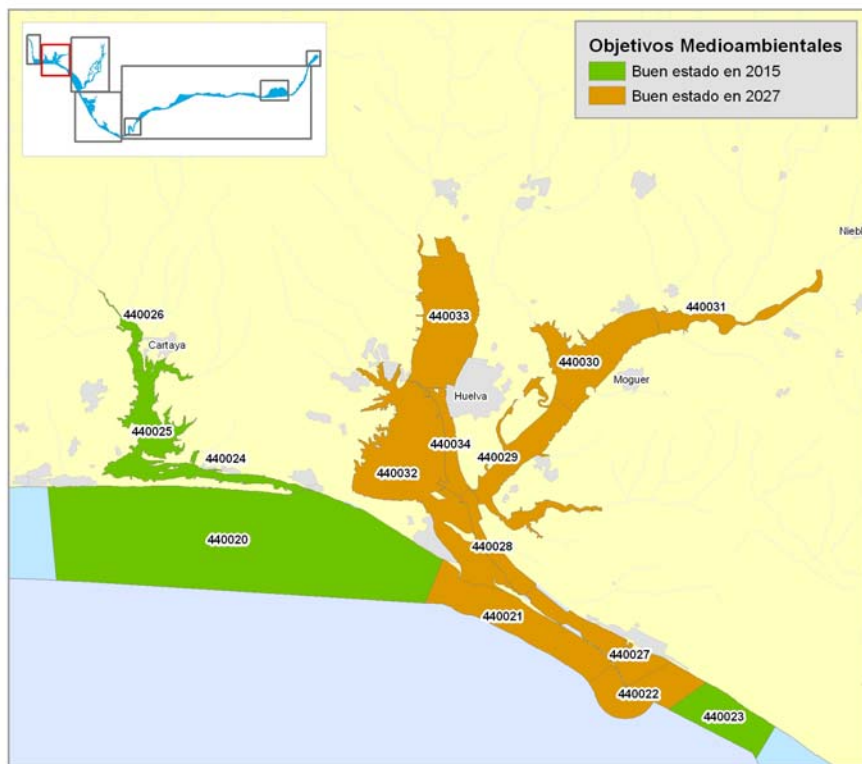 Objetivos Medioambientales
Buen estado en 2015
Buen estado en 2027
Niebl
440031
440026
440033
Cartaya
440030
Moguer
Huelva
440025
440034
440024
440029
440032
440020
440028
440021
440027
440022
440023